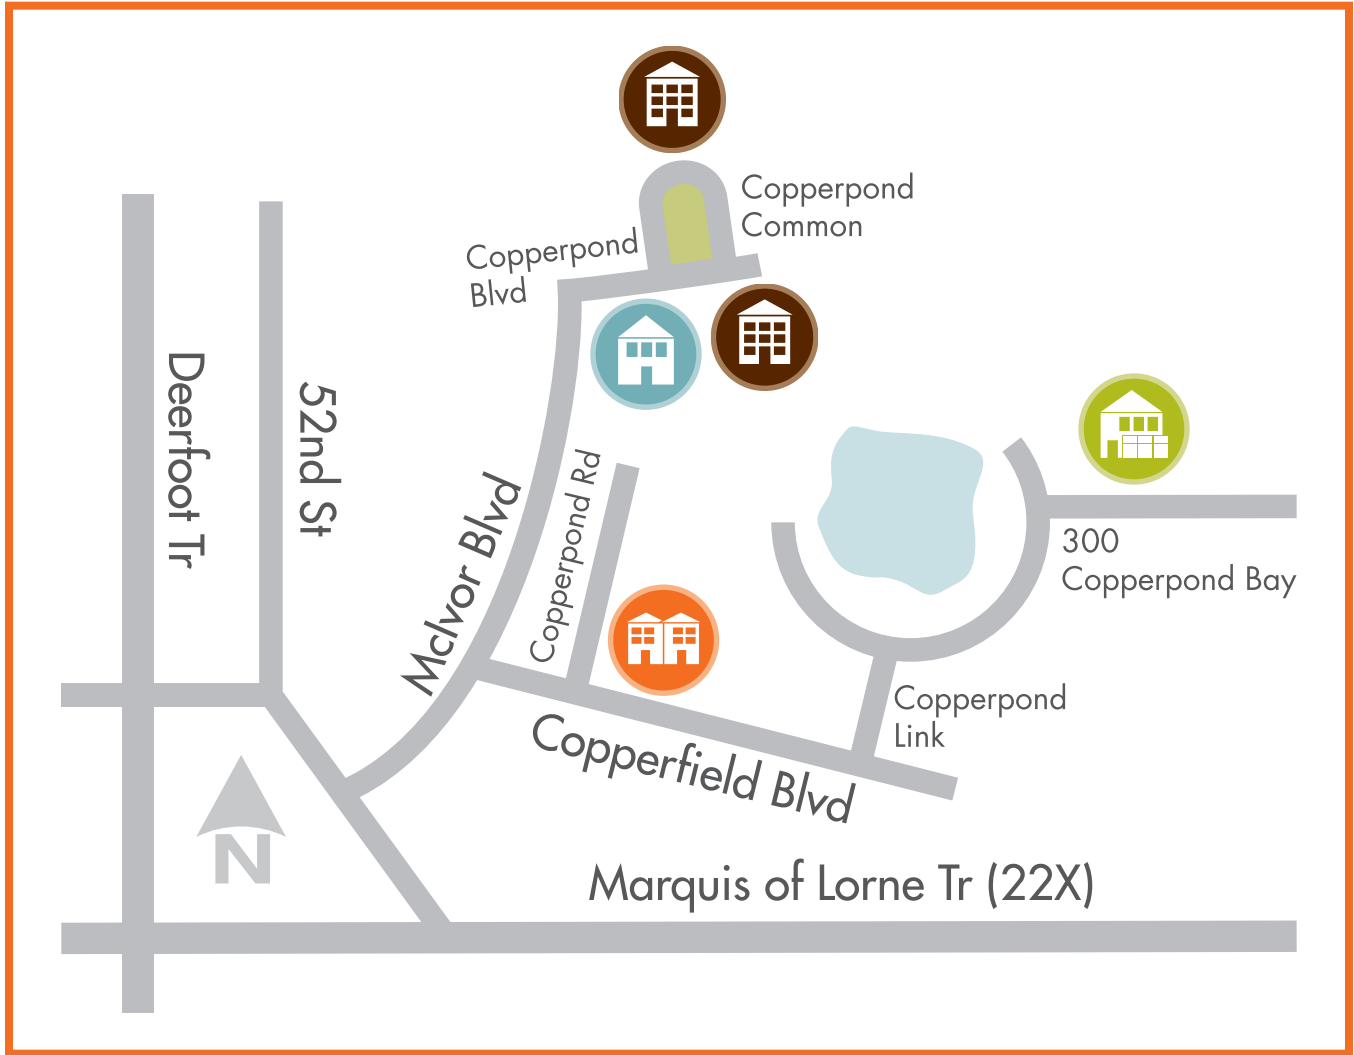 Copperpond
Common
Copperpond
Blvd
Deerfoot Tr
52nd St
McIvor Blvd
Copperpond Rd
300
Copperpond Bay
Copperpond
Link
Copperfield Blvd
N
Marquis of Lorne Tr (22X)